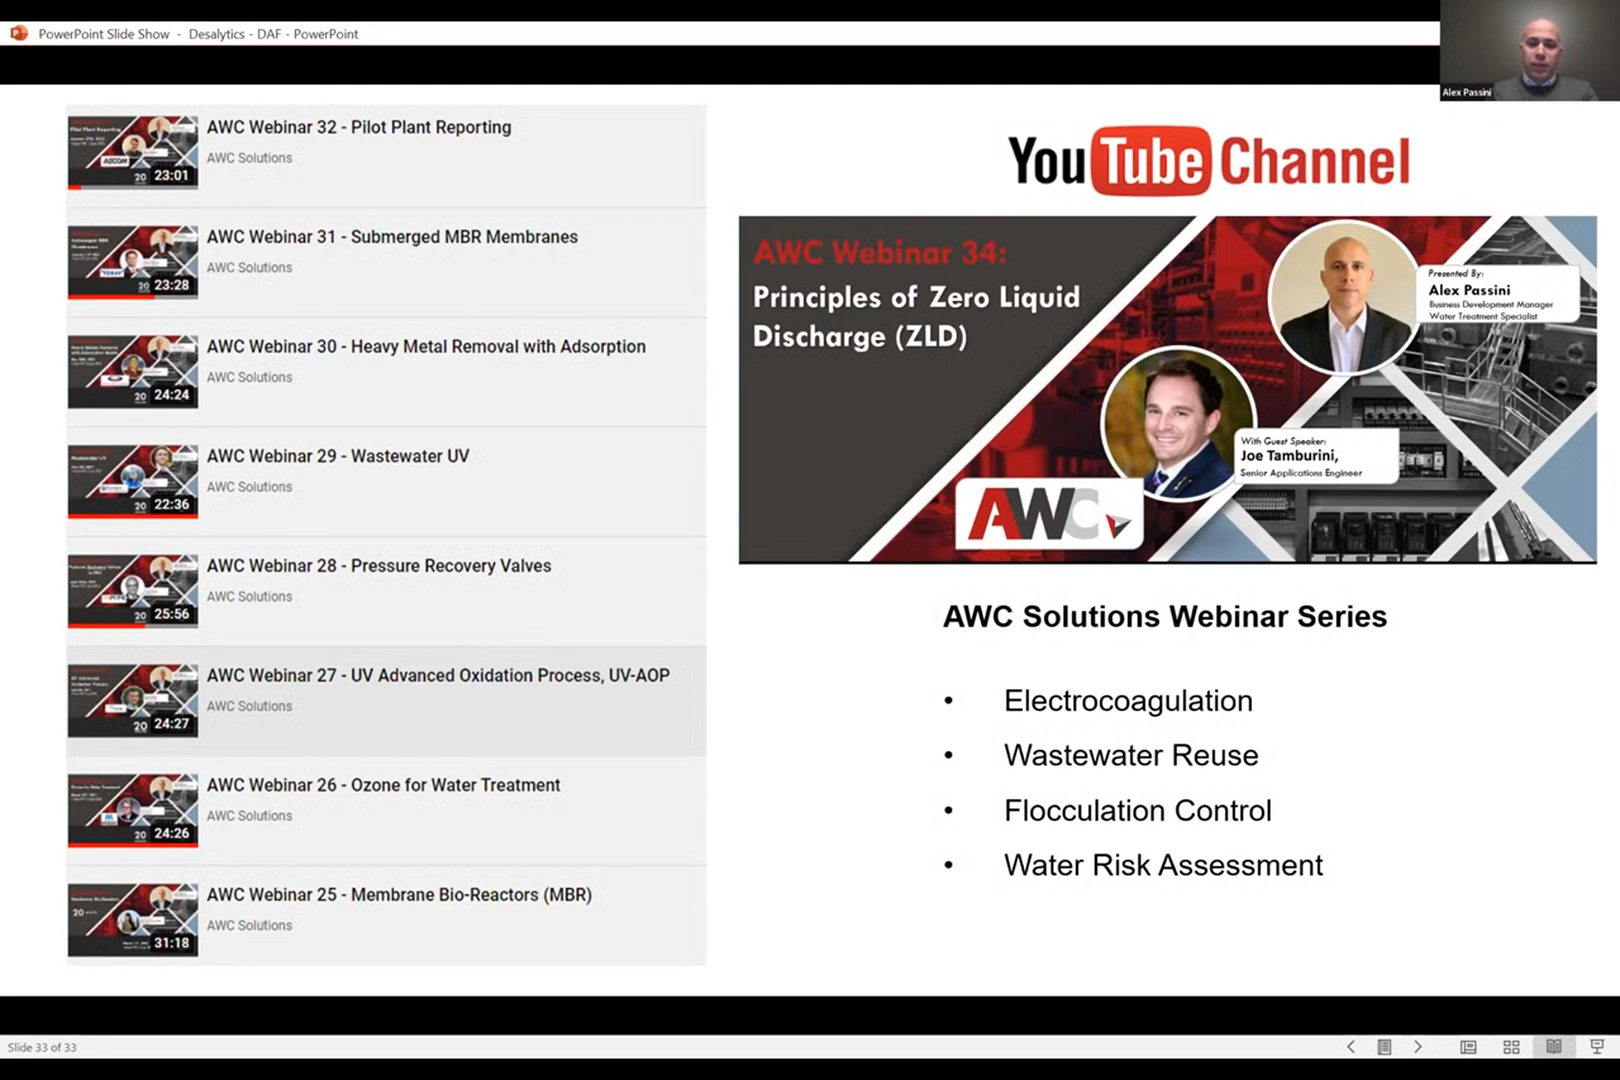 PowerPoint Slide Show - Desalytics - DAF - PowerPoint
Alex Passini
AWC Webinar 32 - Pilot Plant Reporting
AWC Solutions
23:01
AWC Webinar 31 - Submerged MBR Membranes
AWC Solutions
23:28
AWC Webinar 30 - Heavy Metal Removal with Adsorption
AWC Solutions
24:24
AWC Webinar 29 - Wastewater UV
AWC Solutions
22:36
AWC Webinar 28 - Pressure Recovery Valves
AWC Solutions
25:56
AWC Webinar 27 - UV Advanced Oxidation Process, UV-AOP
AWC Solutions
24:27
AWC Webinar 26 - Ozone for Water Treatment
AWC Solutions
24:26
AWC Webinar 25 - Membrane Bio-Reactors (MBR)
AWC Solutions
31:18
YouTube Channel
AWC Webinar 34:
Principles of Zero Liquid
Discharge (ZLD)
Presented By:
Alex Passini
Business Development Manager
Water Treatment Specialist
With Guest Speaker:
Joe Tamburini,
Senior Applications Engineer
AWC
AWC Solutions Webinar Series
• Electrocoagulation
• Wastewater Reuse
• Flocculation Control
• Water Risk Assessment
Slide 33 of 33